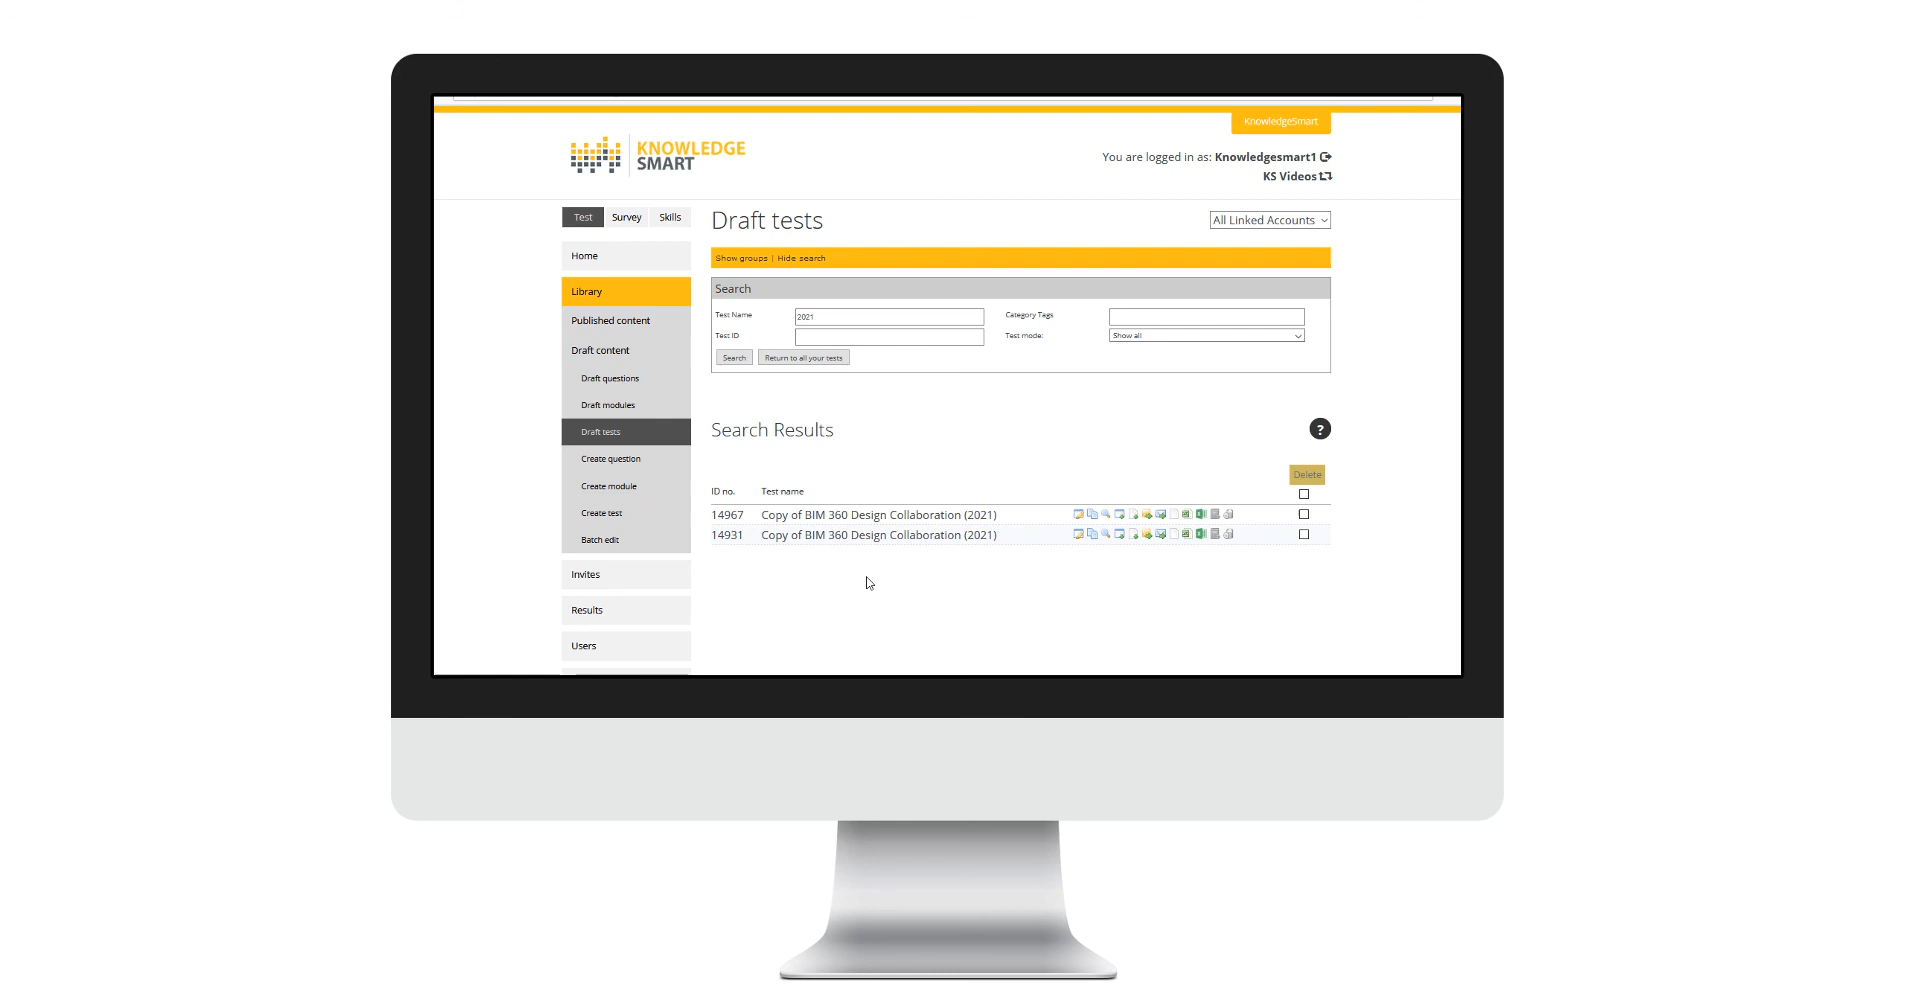 KnowledgeSmart
KNOWLEDGE
SMART
You are logged in as: Knowledgesmart1
KS Videos
Test Survey Skills
Draft tests
All Linked Accounts
Home
Show groups | Hide search
Library
Search
Published content
Test Name 2021 Category Tags
Test ID Test mode: Show all
Draft content
Search Return to all your tests
Draft questions
Draft modules
Draft tests
Search Results
?
Create question
Delete
Create module
ID no. Test name
Create test
14967 Copy of BIM 360 Design Collaboration (2021)
Batch edit
14931 Copy of BIM 360 Design Collaboration (2021)
Invites
Results
Users